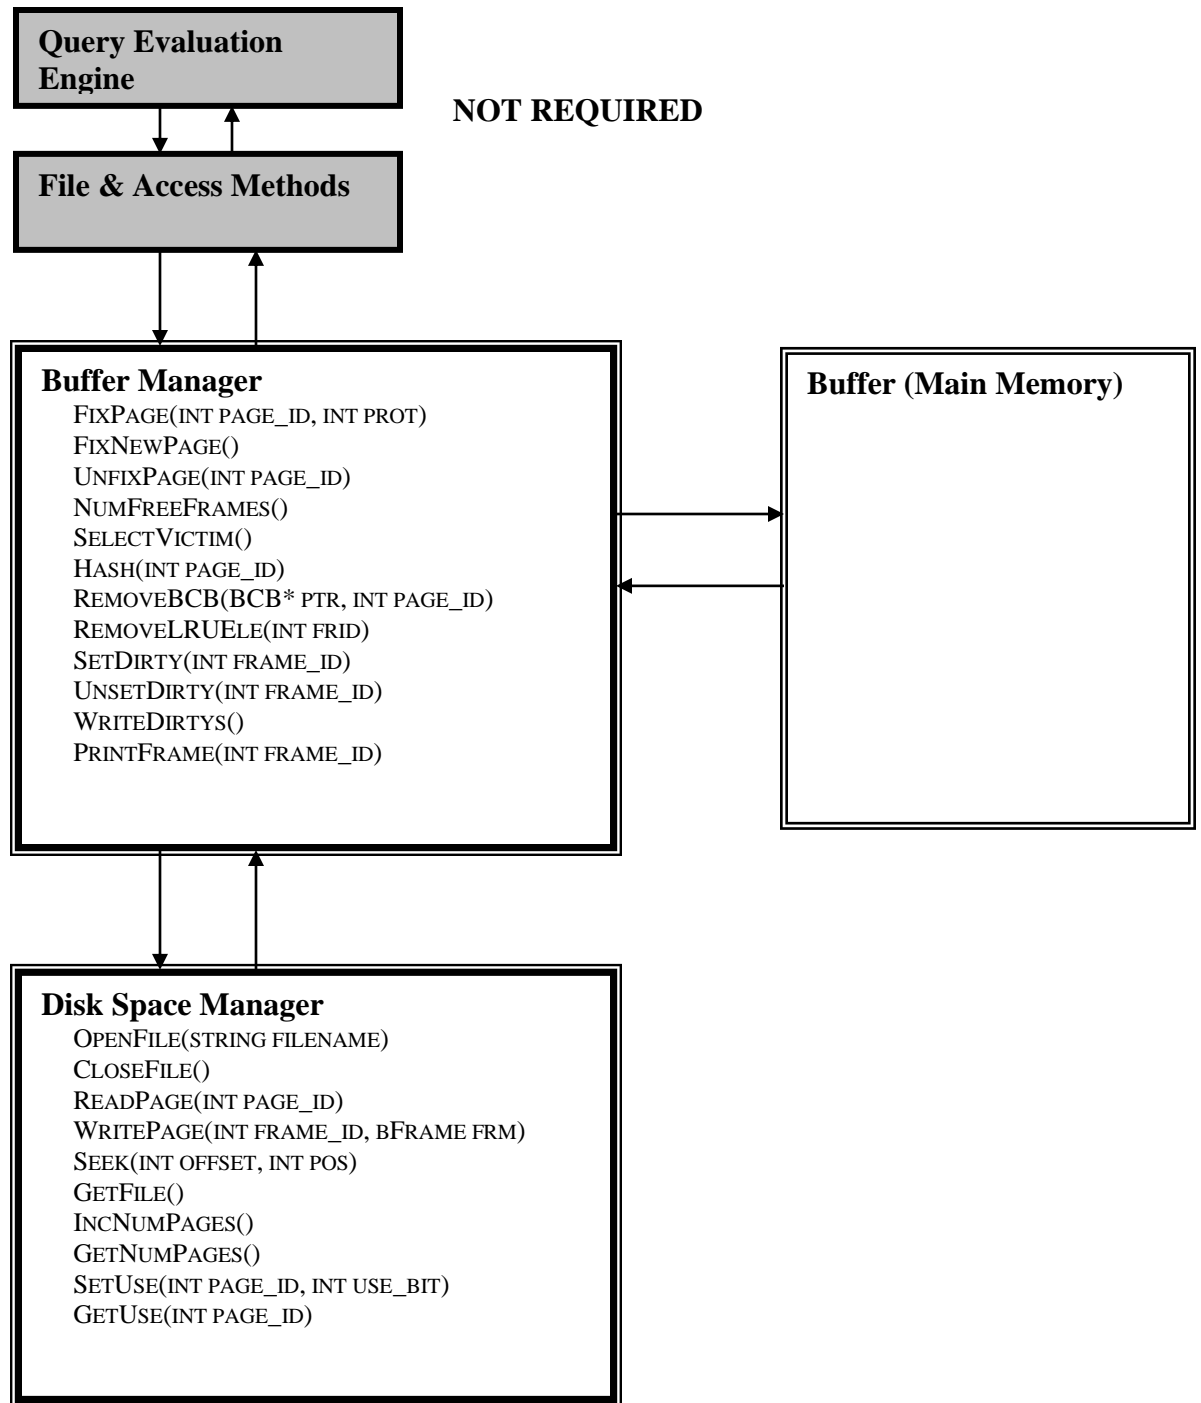 Query Evaluation
Engine
NOT REQUIRED
File & Access Methods
Buffer Manager
FIXPAGE(INT PAGE_ID, INT PROT)
FIXNEWPAGE()
UNFIXPAGE(INT PAGE_ID)
NUMFREEFRAMES()
SELECTVICTIM()
HASH(INT PAGE_ID)
REMOVEBCB(BCB* PTR, INT PAGE_ID)
REMOVELRUELE(INT FRID)
SETDIRTY(INT FRAME_ID)
UNSETDIRTY(INT FRAME_ID)
WRITEDIRTYS()
PRINTFRAME(INT FRAME_ID)
Buffer (Main Memory)
Disk Space Manager
OPENFILE(STRING FILENAME)
CLOSEFILE()
READPAGE(INT PAGE_ID)
WRITEPAGE(INT FRAME_ID, BFRAME FRM)
SEEK(INT OFFSET, INT POS)
GETFILE()
INCNUMPAGES()
GETNUMPAGES()
SETUSE(INT PAGE_ID, INT USE_BIT)
GETUSE(INT PAGE_ID)